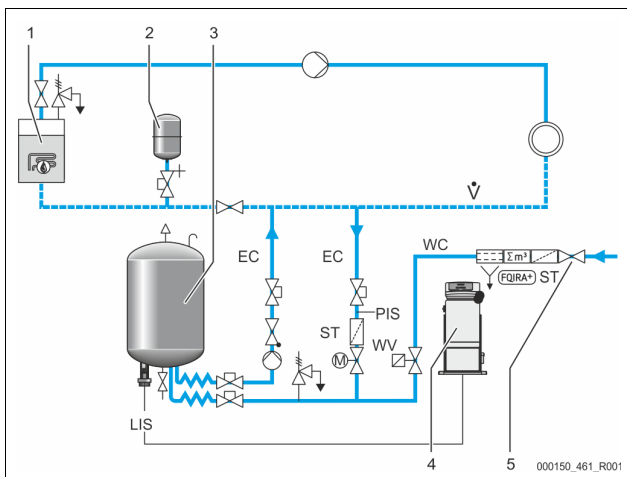 1
2
3
V̇
EC
EC
WC
Σm³
FQIRA+
ST
PIS
ST
WV
M
LIS
4
5
000150_461_R001